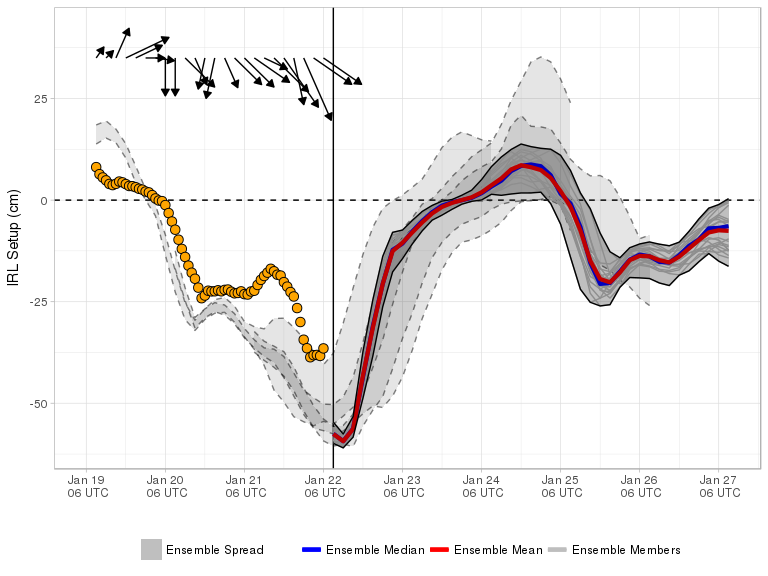 IRL Setup (cm)
25
0
-25
-50
Jan 19 Jan 20 Jan 21 Jan 22 Jan 23 Jan 24 Jan 25 Jan 26 Jan 27
06 UTC 06 UTC 06 UTC 06 UTC 06 UTC 06 UTC 06 UTC 06 UTC 06 UTC
Ensemble Spread Ensemble Median Ensemble Mean Ensemble Members